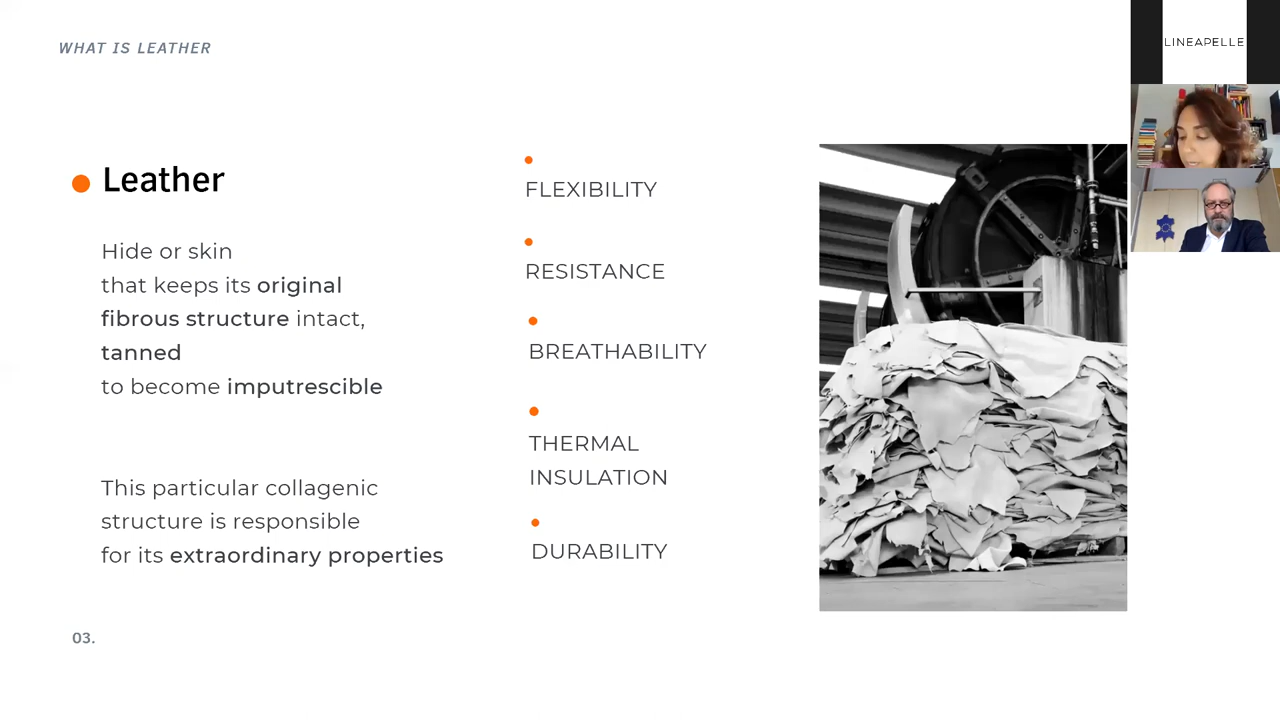 WHAT IS LEATHER
LINEAPELLE
Leather
Hide or skin
that keeps its original
fibrous structure intact,
tanned
to become imputrescible
This particular collagenic
structure is responsible
for its extraordinary properties
FLEXIBILITY
RESISTANCE
BREATHABILITY
THERMAL
INSULATION
DURABILITY
03.